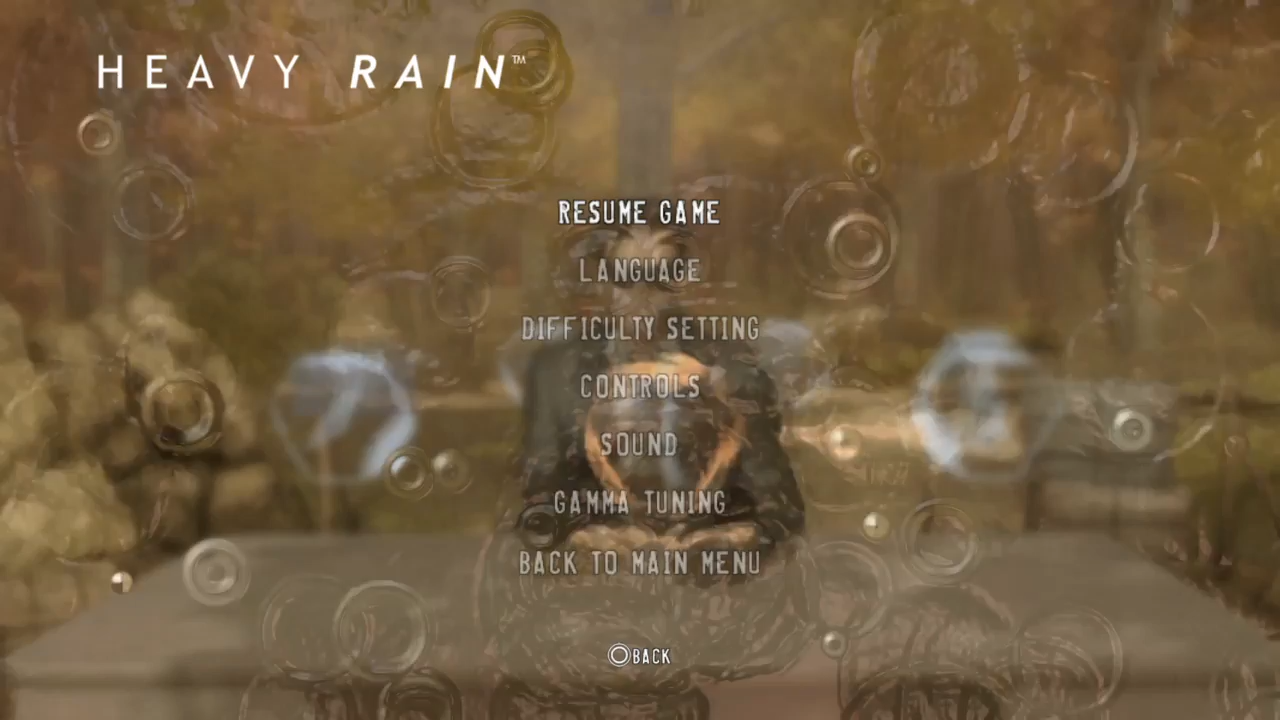 HEAVY RAIN™
RESUME GAME
LANGUAGE
DIFFICULTY SETTING
CONTROLS
SOUND
GAMMA TUNING
BACK TO MAIN MENU
BACK